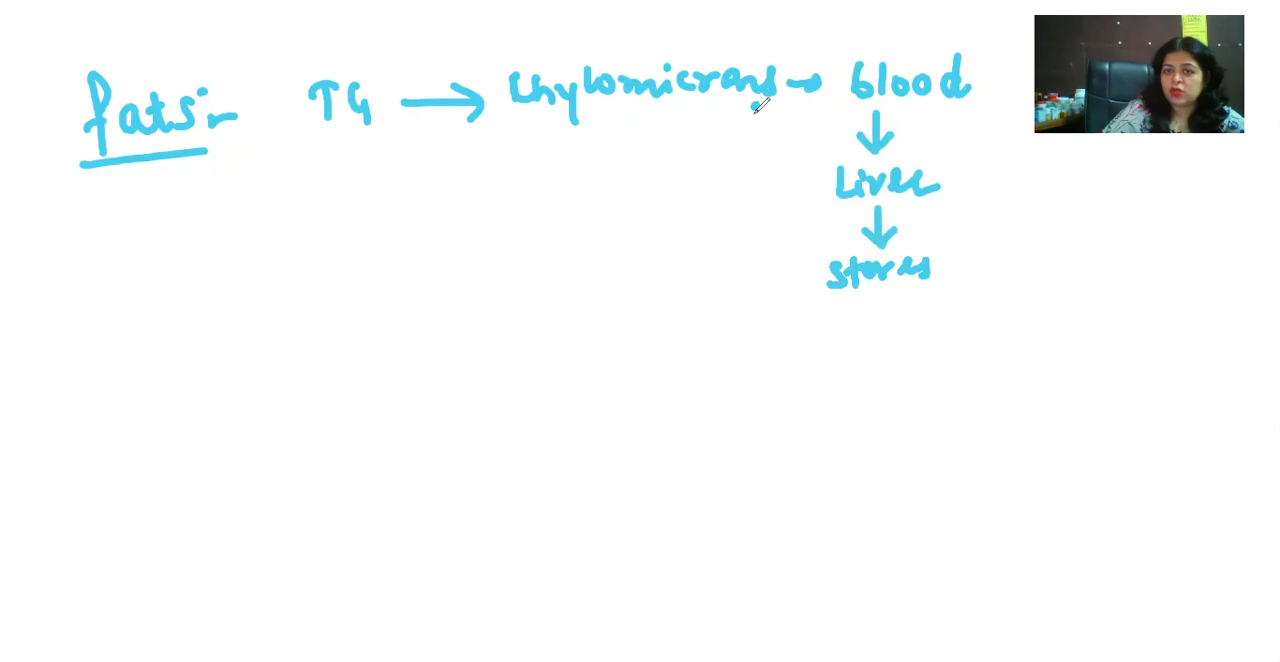 fats:- TG → Chylomicrons → blood
↓
Liver
↓
stores